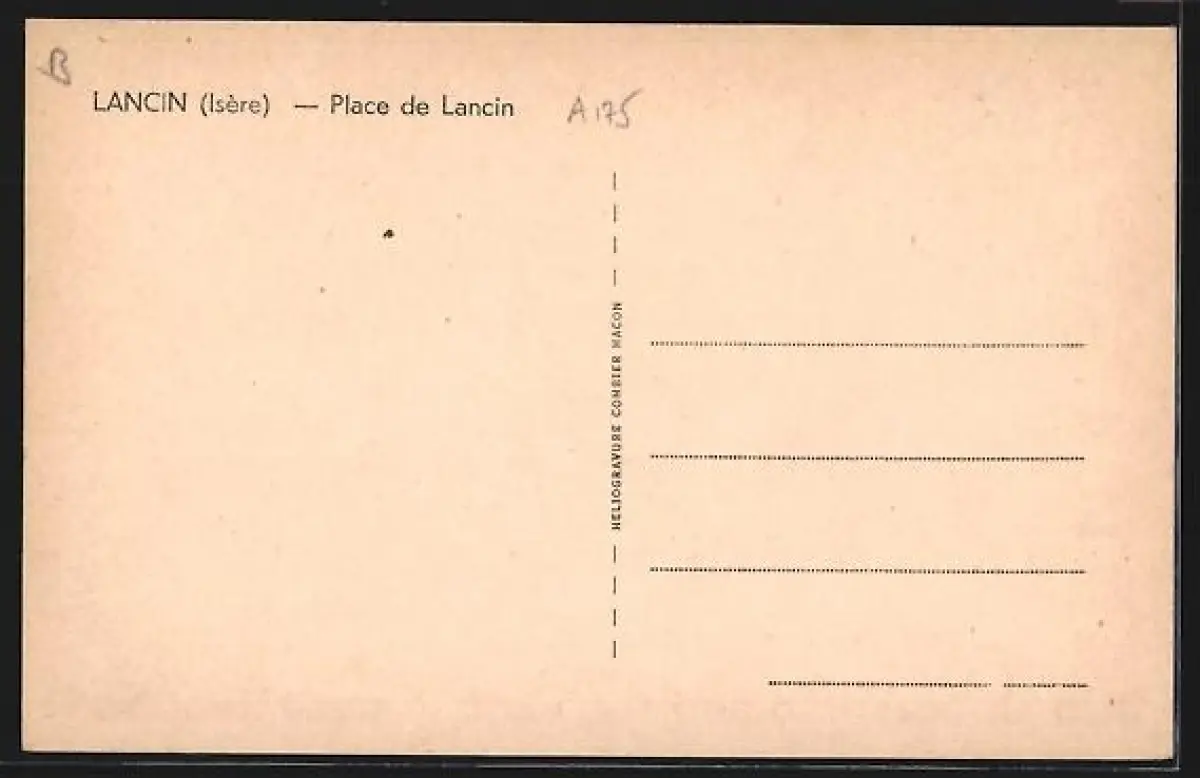 B
LANCIN (Isère) — Place de Lancin
A175
HELIOGRAVURE COMBIER MACON